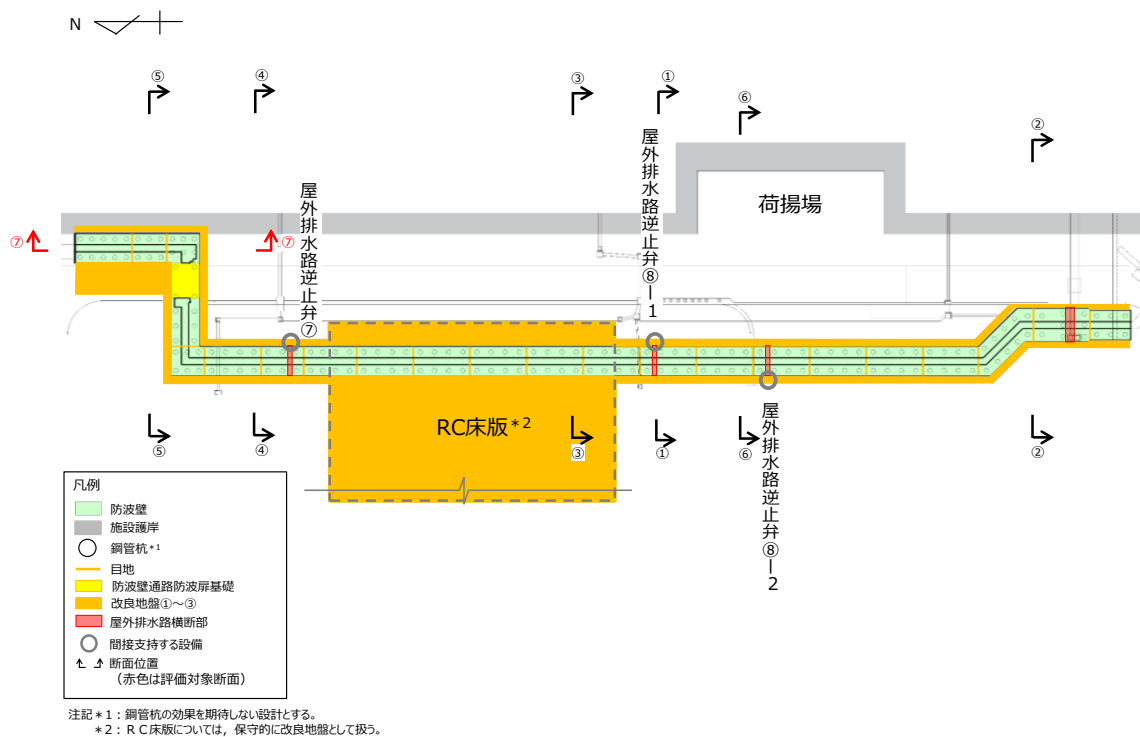 N
⑤
④
③
①
⑥
②
屋外排水路逆止弁⑦
屋外排水路逆止弁⑧ー1
荷揚場
⑦
⑦
RC床版*2
⑤
④
③
①
⑥
②
屋外排水路逆止弁⑧ー2
凡例
防波壁
施設護岸
鋼管杭*1
目地
防波壁通路防波扉基礎
改良地盤①～③
屋外排水路横断部
間接支持する設備
断面位置
（赤色は評価対象断面）
注記*1：鋼管杭の効果を期待しない設計とする。
*2：RC床版については，保守的に改良地盤として扱う。